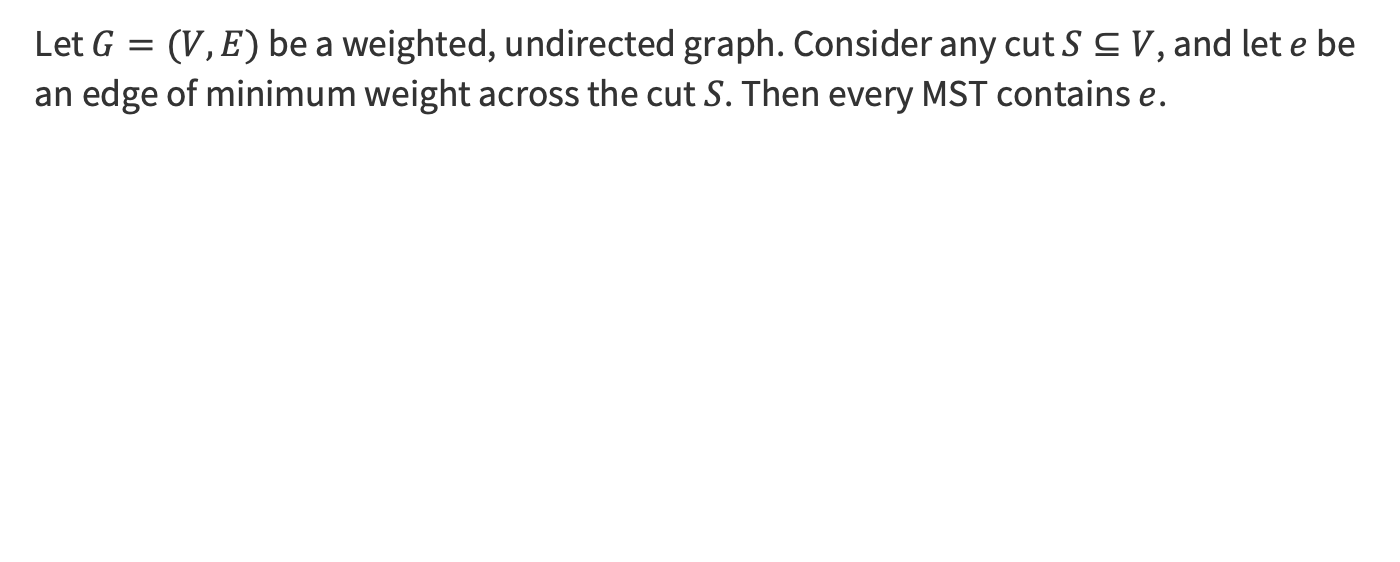 Let G = (V, E) be a weighted, undirected graph. Consider any cut S ⊆ V, and let e be
an edge of minimum weight across the cut S. Then every MST contains e.